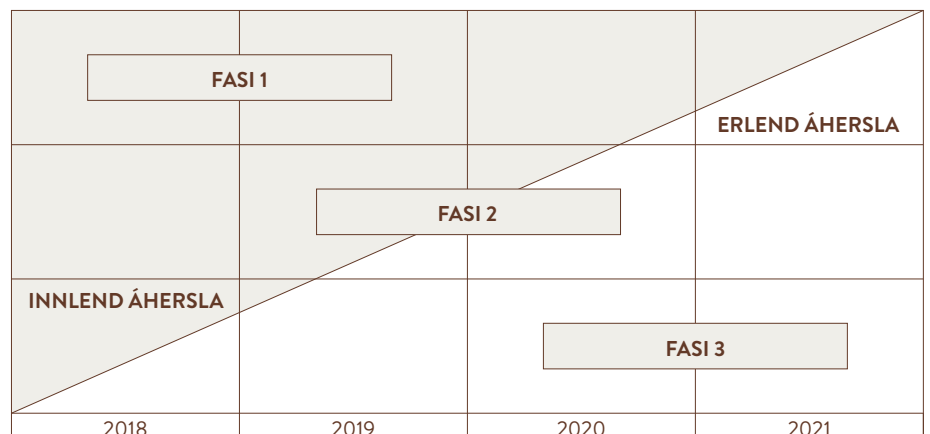 FASI 1
ERLEND ÁHERSLA
FASI 2
INNLEND ÁHERSLA
FASI 3
2018 2019 2020 2021